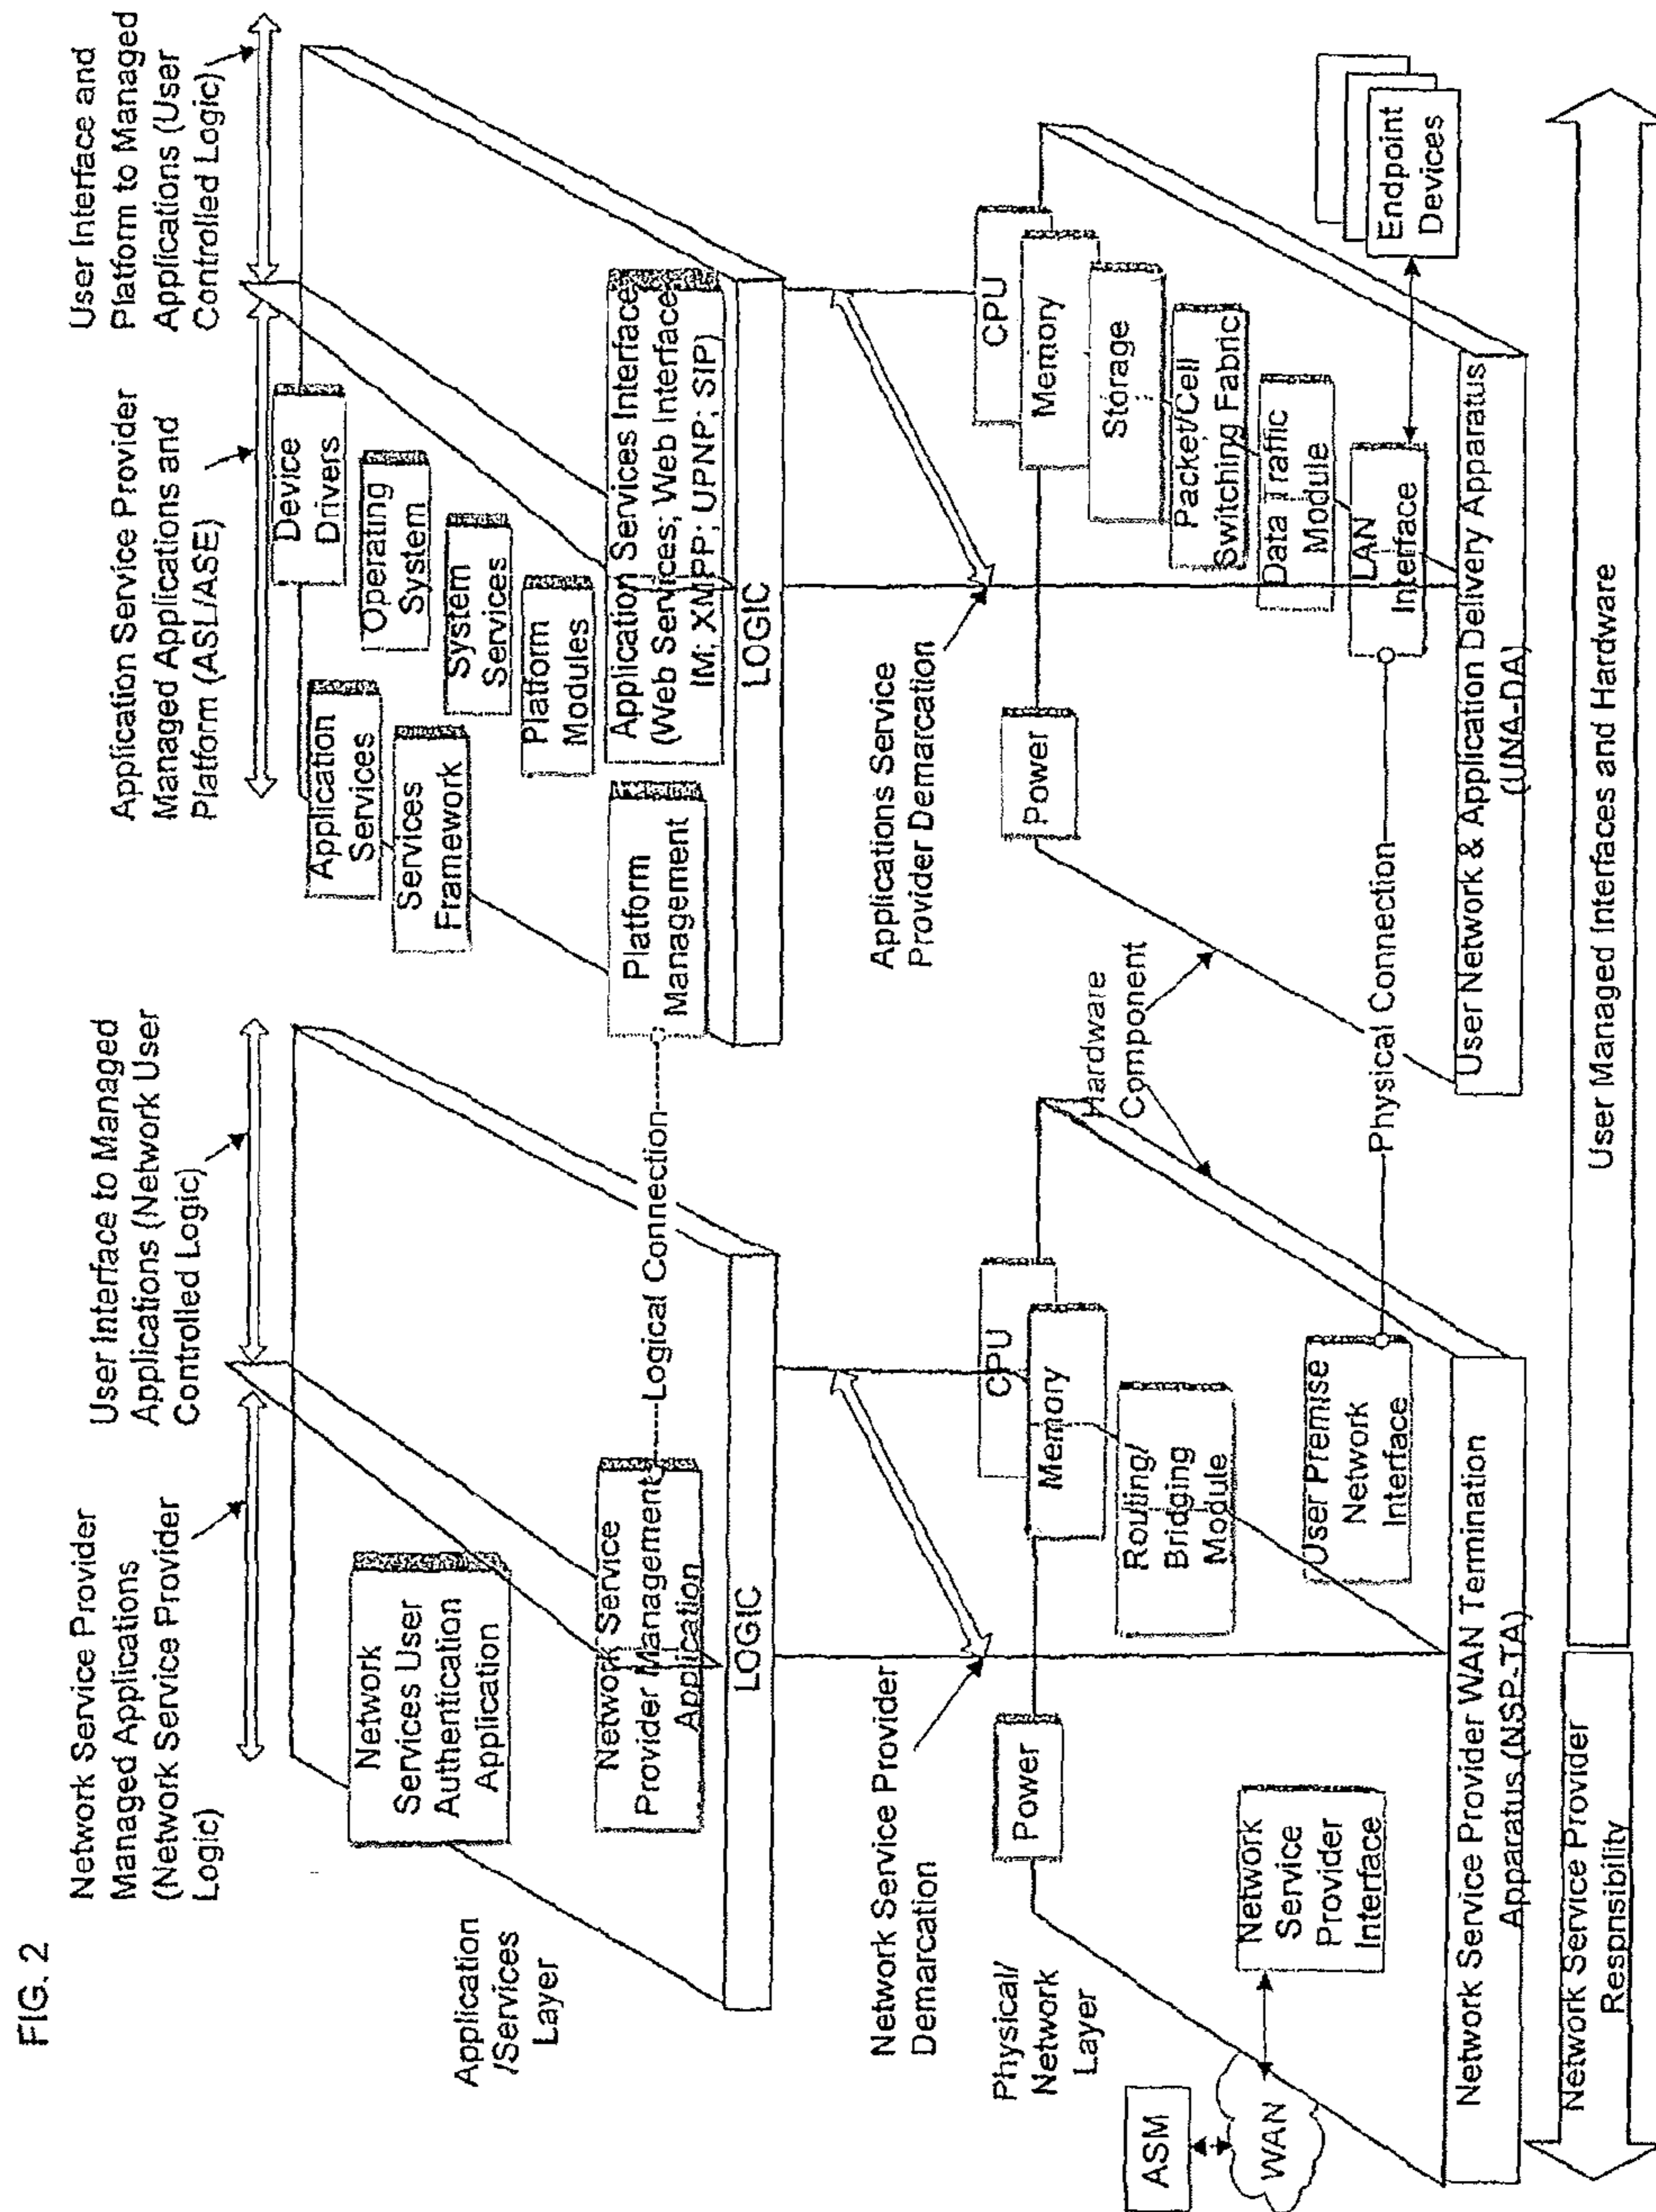 FIG. 2
Network Service Provider
Managed Applications
(Network Service Provider
Logic)
User Interface to Managed
Applications (Network User
Controlled Logic)
Application Service Provider
Managed Applications and
Platform (ASL/ASE)
User Interface and
Platform to Managed
Applications (User
Controlled Logic)
Application
/Services
Layer
Network
Services User
Authentication
Application
Network Service
Provider Management
Application
LOGIC
Logical Connection
Application
Services
Services
Framework
Platform
Management
Device
Drivers
Operating
System
System
Services
Platform
Modules
Application Services Interface
(Web Services; Web Interface
IM; XMPP; UPNP; SIP)
LOGIC
Network Service Provider
Demarcation
Applications Service
Provider Demarcation
Physical/
Network
Layer
ASM
WAN
Power
Network
Service
Provider
Interface
CPU
Memory
Routing/
Bridging
Module
User Premise
Network
Interface
Hardware
Component
Physical Connection
Power
CPU
Memory
Storage
Packet/Cell
Switching Fabric
Data Traffic
Module
LAN
Interface
Endpoint
Devices
Network Service Provider WAN Termination
Apparatus (NSP-TA)
User Network & Application Delivery Apparatus
(UNA-DA)
Network Service Provider
Respnsibility
User Managed Interfaces and Hardware